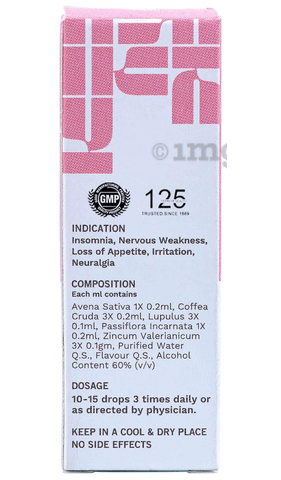 © 1mg
GMP
125
TRUSTED SINCE 1889
INDICATION
Insomnia, Nervous Weakness,
Loss of Appetite, Irritation,
Neuralgia
COMPOSITION
Each ml contains
Avena Sativa 1X 0.2ml, Coffea
Cruda 3X 0.2ml, Lupulus 3X
0.1ml, Passiflora Incarnata 1X
0.2ml, Zincum Valerianicum
3X 0.1gm, Purified Water
Q.S., Flavour Q.S., Alcohol
Content 60% (v/v)
DOSAGE
10-15 drops 3 times daily or
as directed by physician.
KEEP IN A COOL & DRY PLACE
NO SIDE EFFECTS